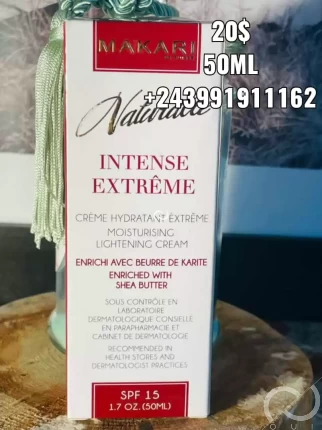 MAKARI
20$
50ML
+243991911162
Naturalle
INTENSE
EXTRÊME
CRÈME HYDRATANT EXTRÊME
MOISTURISING
LIGHTENING CREAM
ENRICHI AVEC BEURRE DE KARITE
ENRICHED WITH
SHEA BUTTER
SOUS CONTRÔLE EN
LABORATOIRE
DERMATOLOGIQUE CONSEILLE
EN PARAPHARMACIE ET
CABINET DE DERMATOLOGIE
RECOMMENDED IN
HEALTH STORES AND
DERMATOLOGIST PRACTICES
SPF 15
1.7 OZ. (50ML)